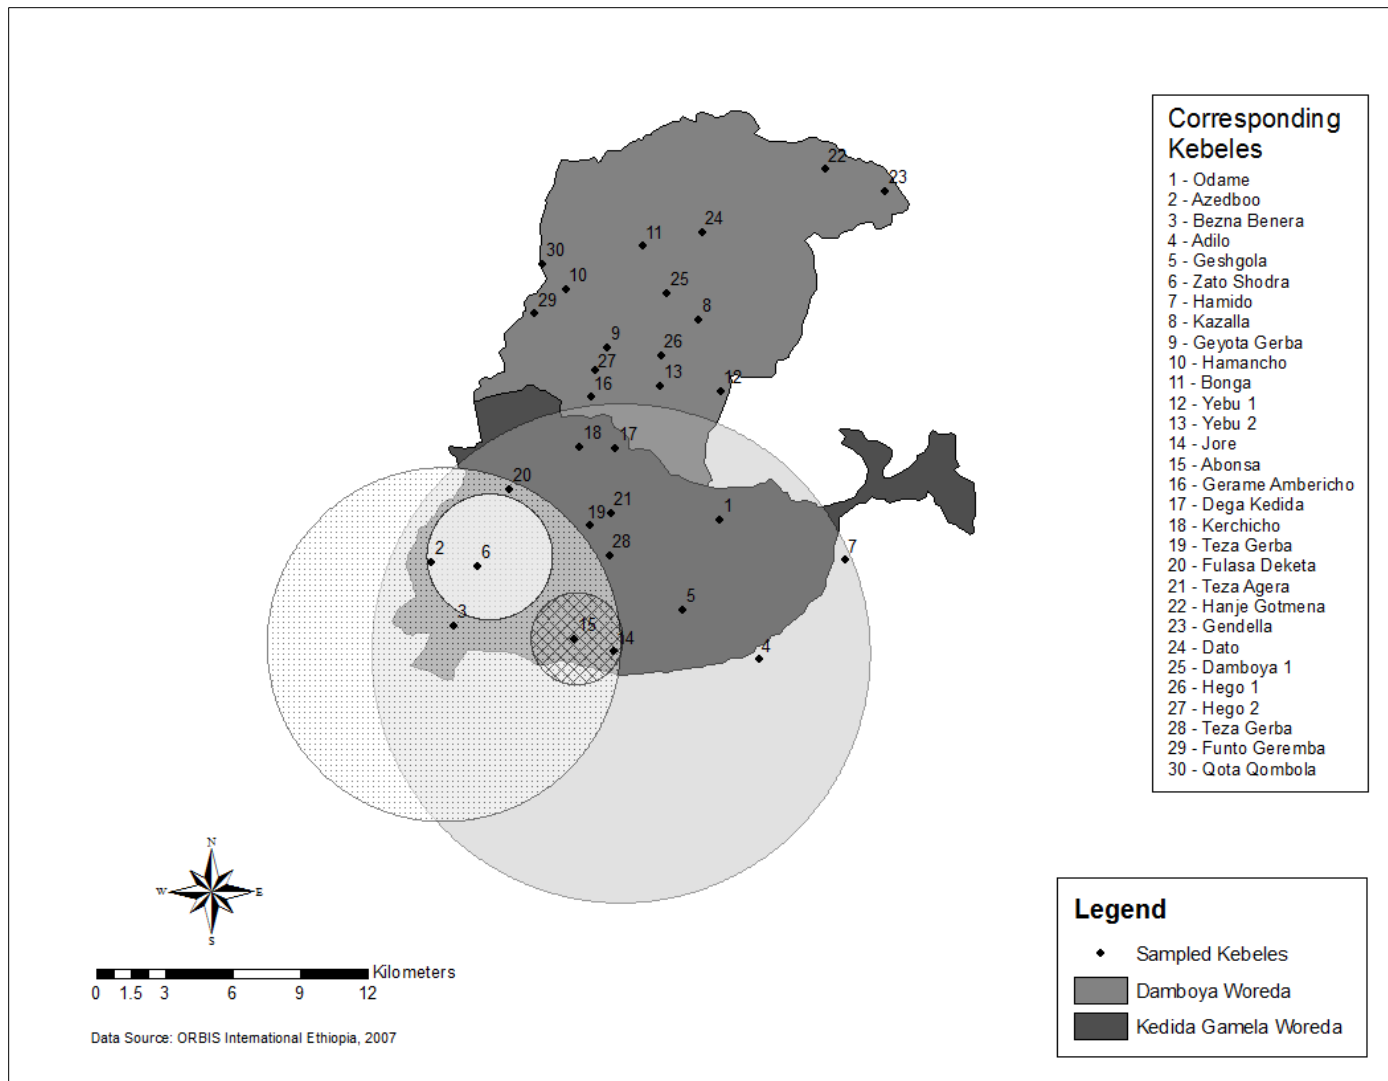 22
23
24
11
30
10
25
29
8
9
26
27
13
12
16
18
17
20
21
1
19
28
7
2
6
5
3
15
14
4
Corresponding
Kebeles
1 - Odame
2 - Azedboo
3 - Bezna Benera
4 - Adilo
5 - Geshgola
6 - Zato Shodra
7 - Hamido
8 - Kazalla
9 - Geyota Gerba
10 - Hamancho
11 - Bonga
12 - Yebu 1
13 - Yebu 2
14 - Jore
15 - Abonsa
16 - Gerame Ambericho
17 - Dega Kedida
18 - Kerchicho
19 - Teza Gerba
20 - Fulasa Deketa
21 - Teza Agera
22 - Hanje Gotmena
23 - Gendella
24 - Dato
25 - Damboya 1
26 - Hego 1
27 - Hego 2
28 - Teza Gerba
29 - Funto Geremba
30 - Qota Qombola
N
W E
S
Kilometers
0 1.5 3 6 9 12
Data Source: ORBIS International Ethiopia, 2007
Legend
Sampled Kebeles
Damboya Woreda
Kedida Gamela Woreda